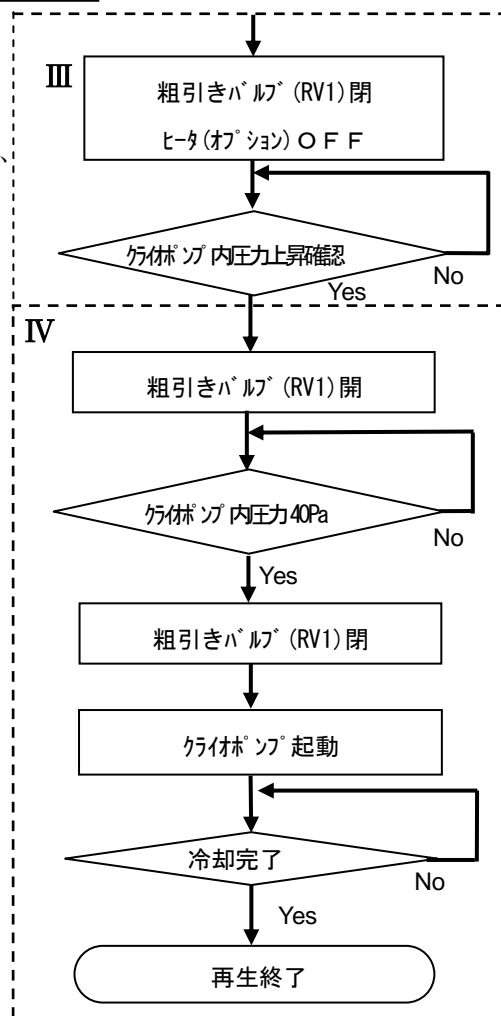 Ⅲ
粗引きバルブ(RV1)閉
ヒータ(オプション)ＯＦＦ
、
クライオポンプ内圧力上昇確認
No
Yes
Ⅳ
粗引きバルブ(RV1)開
クライオポンプ内圧力40Pa
No
Yes
粗引きバルブ(RV1)閉
クライオポンプ起動
冷却完了
No
Yes
再生終了